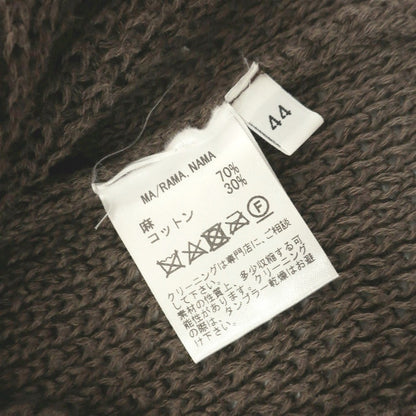 44
MA/RAMA. NAMA
麻 70%
コットン 30%
F
クリーニングは専門店に、ご相談
して下さい。
素材の性質上、多少収縮する可
能性があります。クリーニング
の際は、タンブラー乾燥はお避
け下さい。